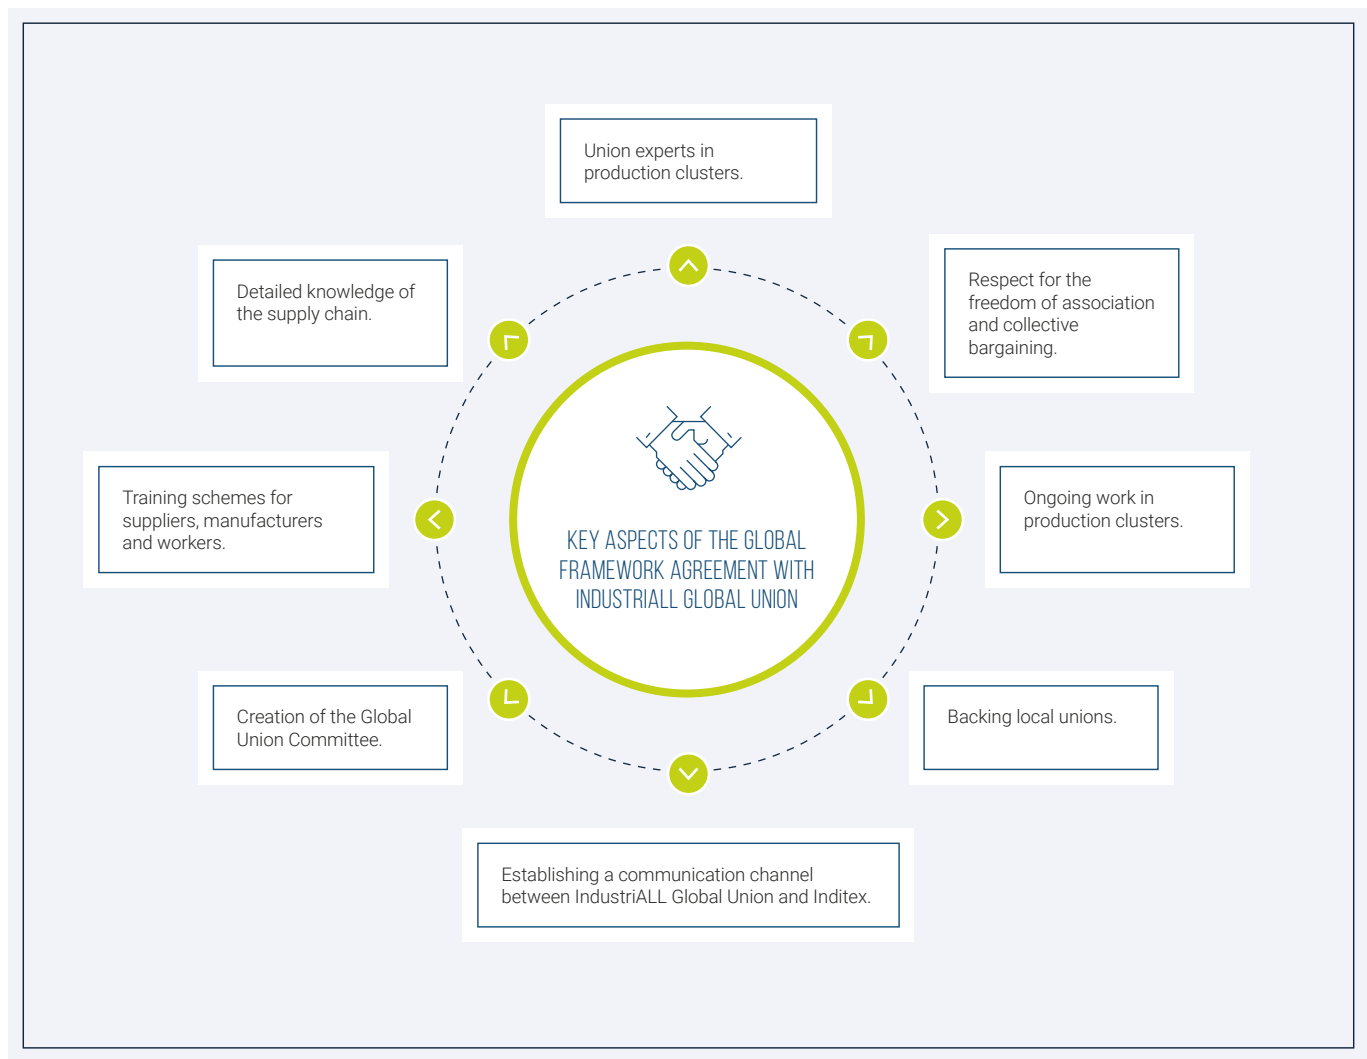 Union experts in
production clusters.
Respect for the
freedom of association
and collective
bargaining.
Detailed knowledge of
the supply chain.
Ongoing work in
production clusters.
Training schemes for
suppliers, manufacturers
and workers.
KEY ASPECTS OF THE GLOBAL
FRAMEWORK AGREEMENT WITH
INDUSTRIALL GLOBAL UNION
Backing local unions.
Creation of the Global
Union Committee.
Establishing a communication channel
between IndustriALL Global Union and Inditex.